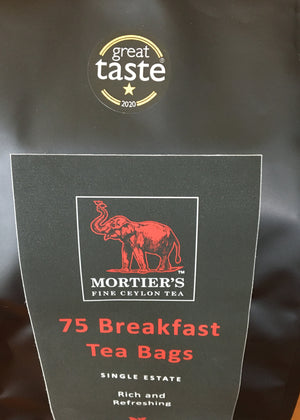 great
taste
2020
MORTIER'S
FINE CEYLON TEA
75 Breakfast
Tea Bags
SINGLE ESTATE
Rich and
Refreshing